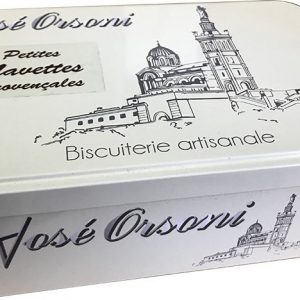 José Orsoni
Petites
Navettes
Provençales
Biscuiterie artisanale
José Orsoni